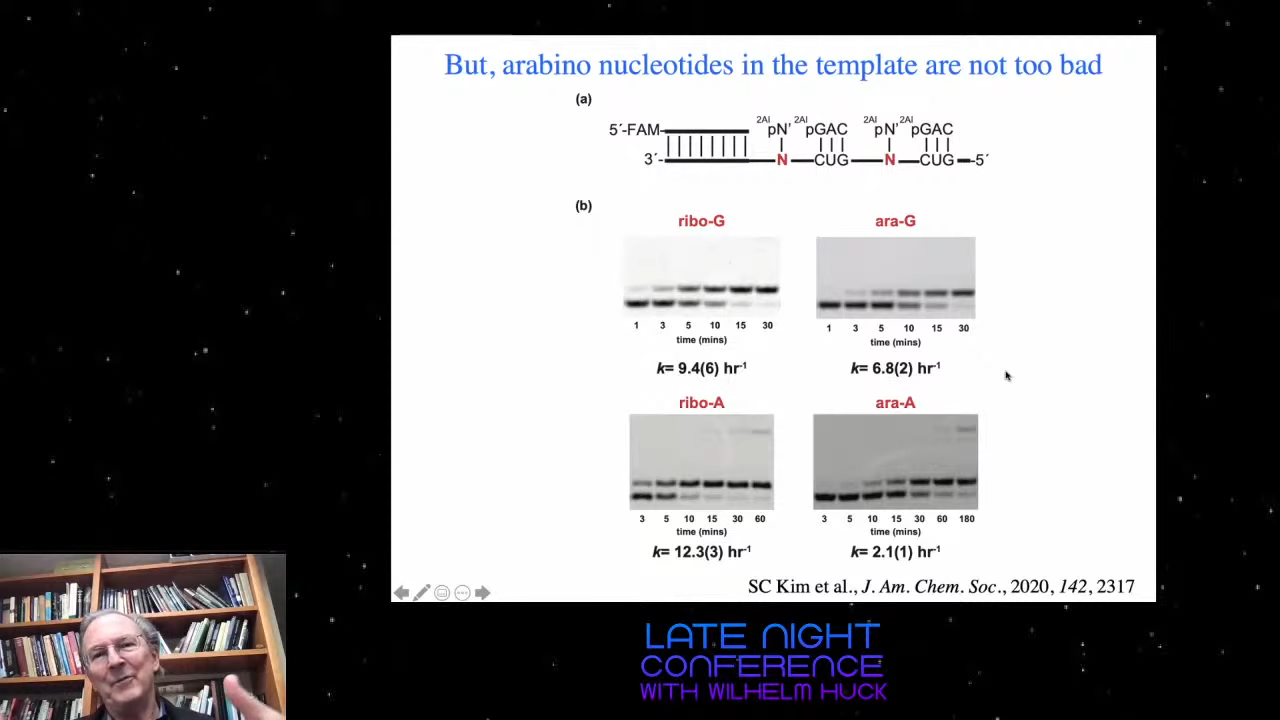 But, arabino nucleotides in the template are not too bad
(a)
2AI pN' 2AI pGAC 2AI pN' 2AI pGAC
5´-FAM
3´- N CUG N CUG -5´
(b)
ribo-G ara-G
1 3 5 10 15 30 1 3 5 10 15 30
time (mins) time (mins)
k= 9.4(6) hr-1 k= 6.8(2) hr-1
ribo-A ara-A
3 5 10 15 30 60 3 5 10 15 30 60 180
time (mins) time (mins)
k= 12.3(3) hr-1 k= 2.1(1) hr-1
SC Kim et al., J. Am. Chem. Soc., 2020, 142, 2317
LATE NIGHT
CONFERENCE
WITH WILHELM HUCK